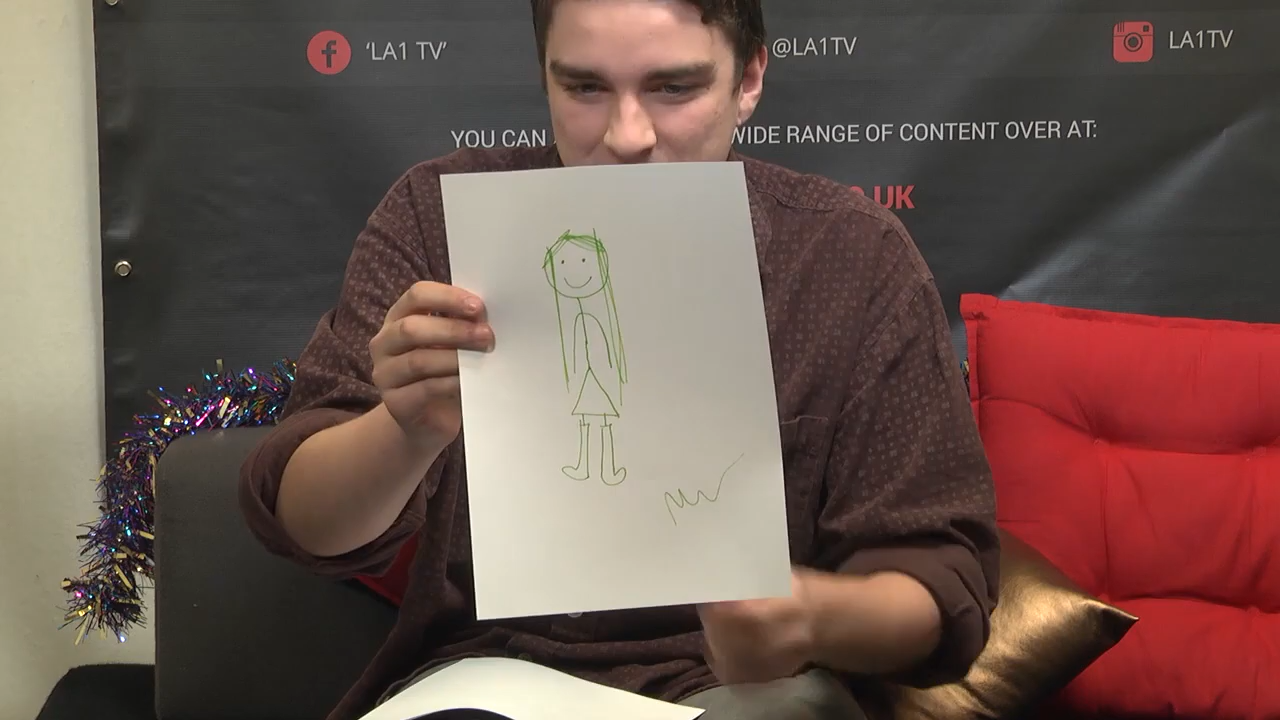 'LA1 TV' @LA1TV LA1TV
YOU CAN WIDE RANGE OF CONTENT OVER AT:
.UK